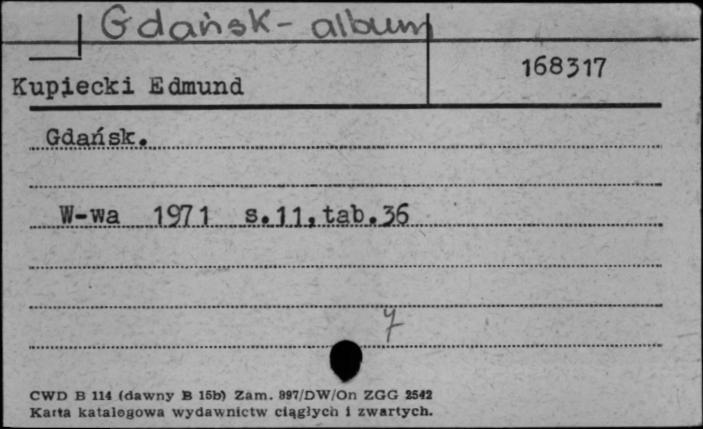 Gdańsk- album
168317
Kupiecki Edmund
Gdańsk.
W-wa 1971 s.11,tab.36
7
CWD B 114 (dawny B 15b) Zam. 897/DW/On ZGG 2542
Karta katalogowa wydawnictw ciągłych i zwartych.